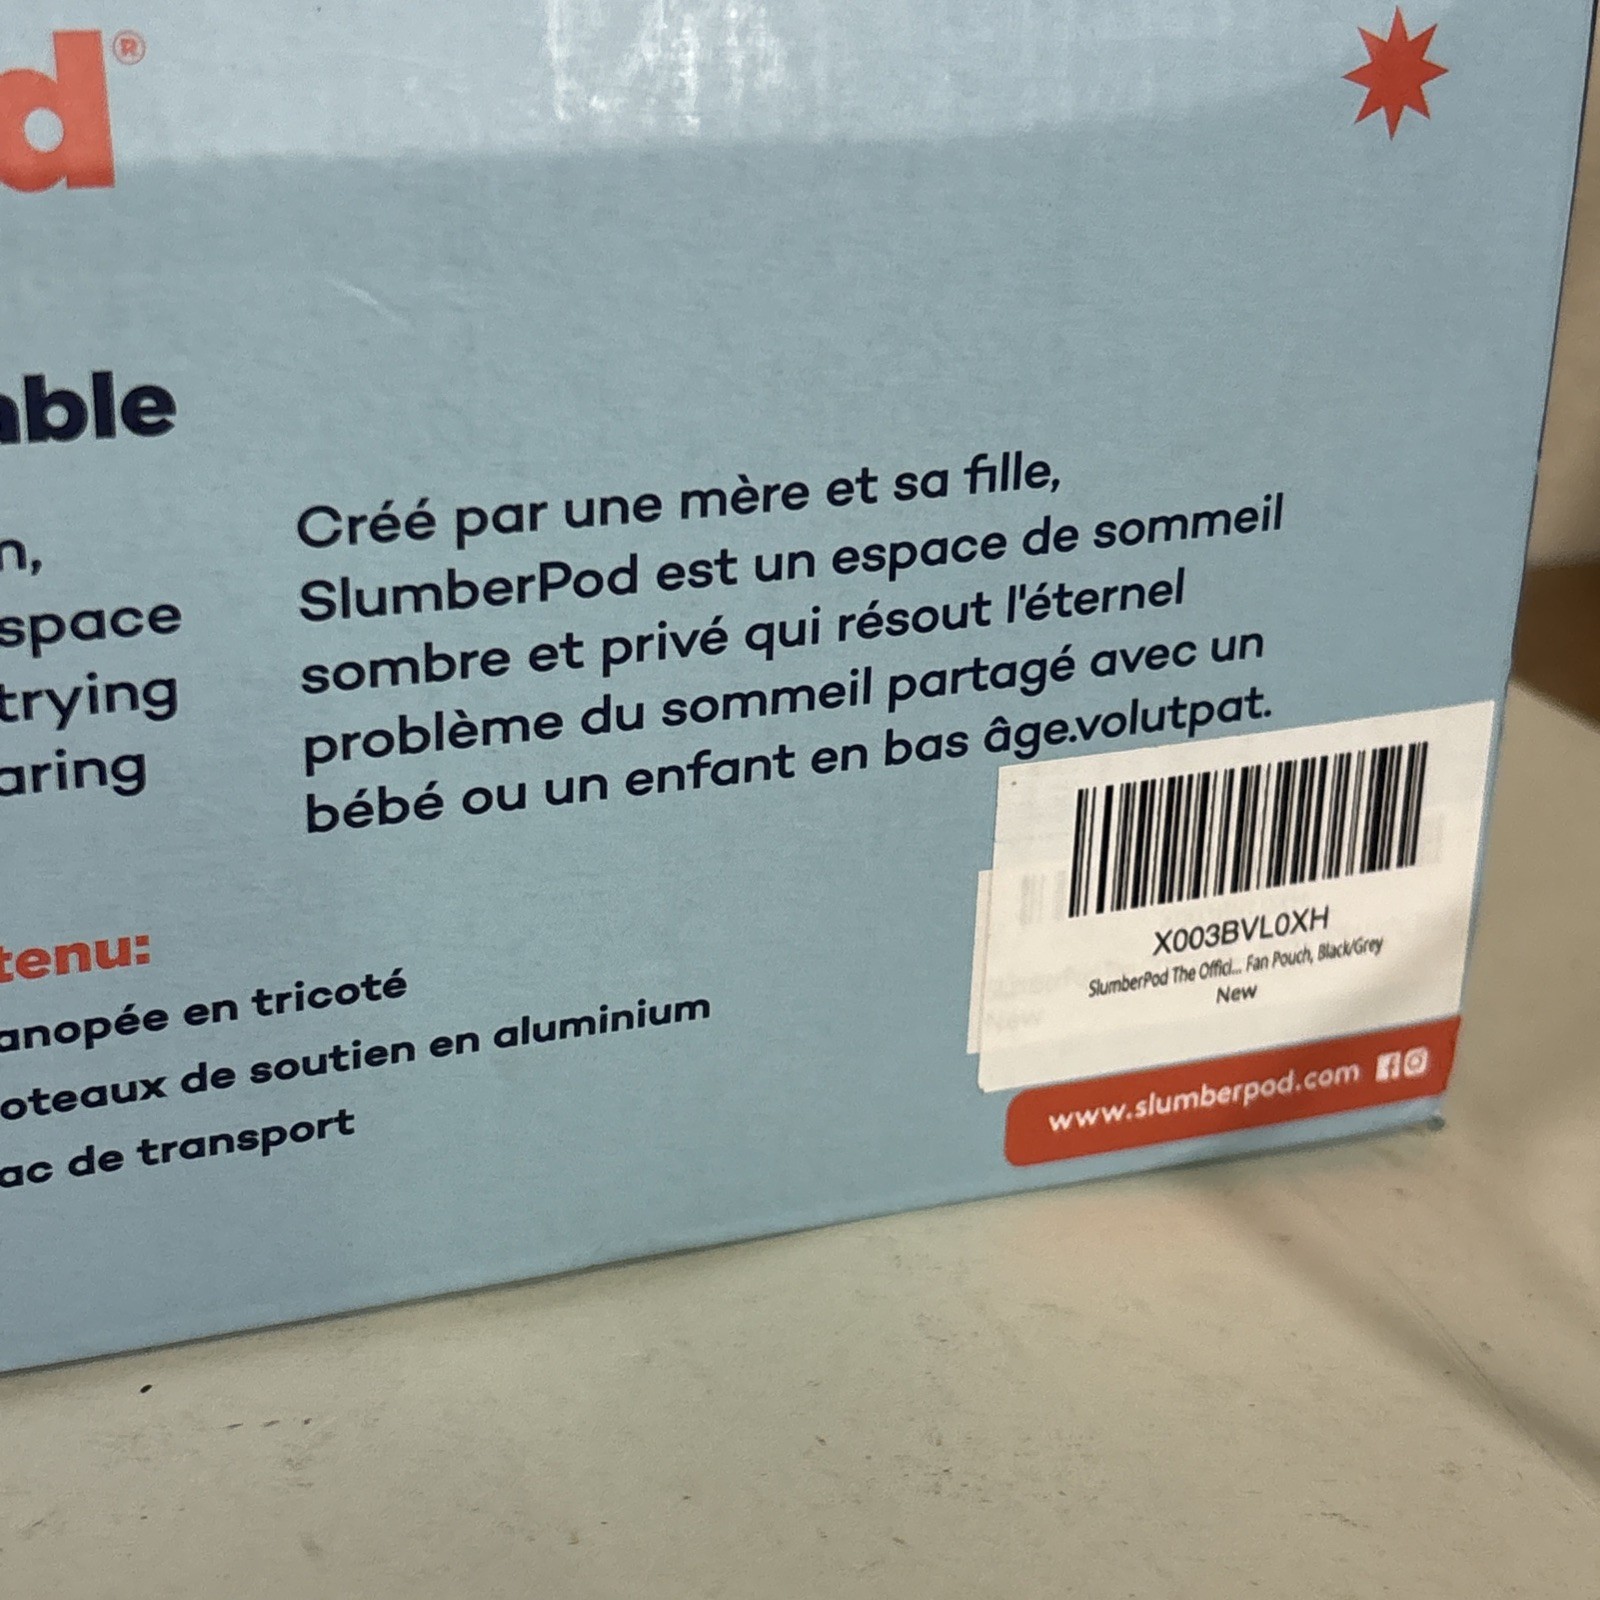 d®
able
n,
space
trying
aring
Créé par une mère et sa fille,
SlumberPod est un espace de sommeil
sombre et privé qui résout l'éternel
problème du sommeil partagé avec un
bébé ou un enfant en bas âge.volutpat.
tenu:
anopée en tricoté
oteaux de soutien en aluminium
ac de transport
X003BVL0XH
SlumberPod The Offici... Fan Pouch, Black/Grey
New
www.slumberpod.com